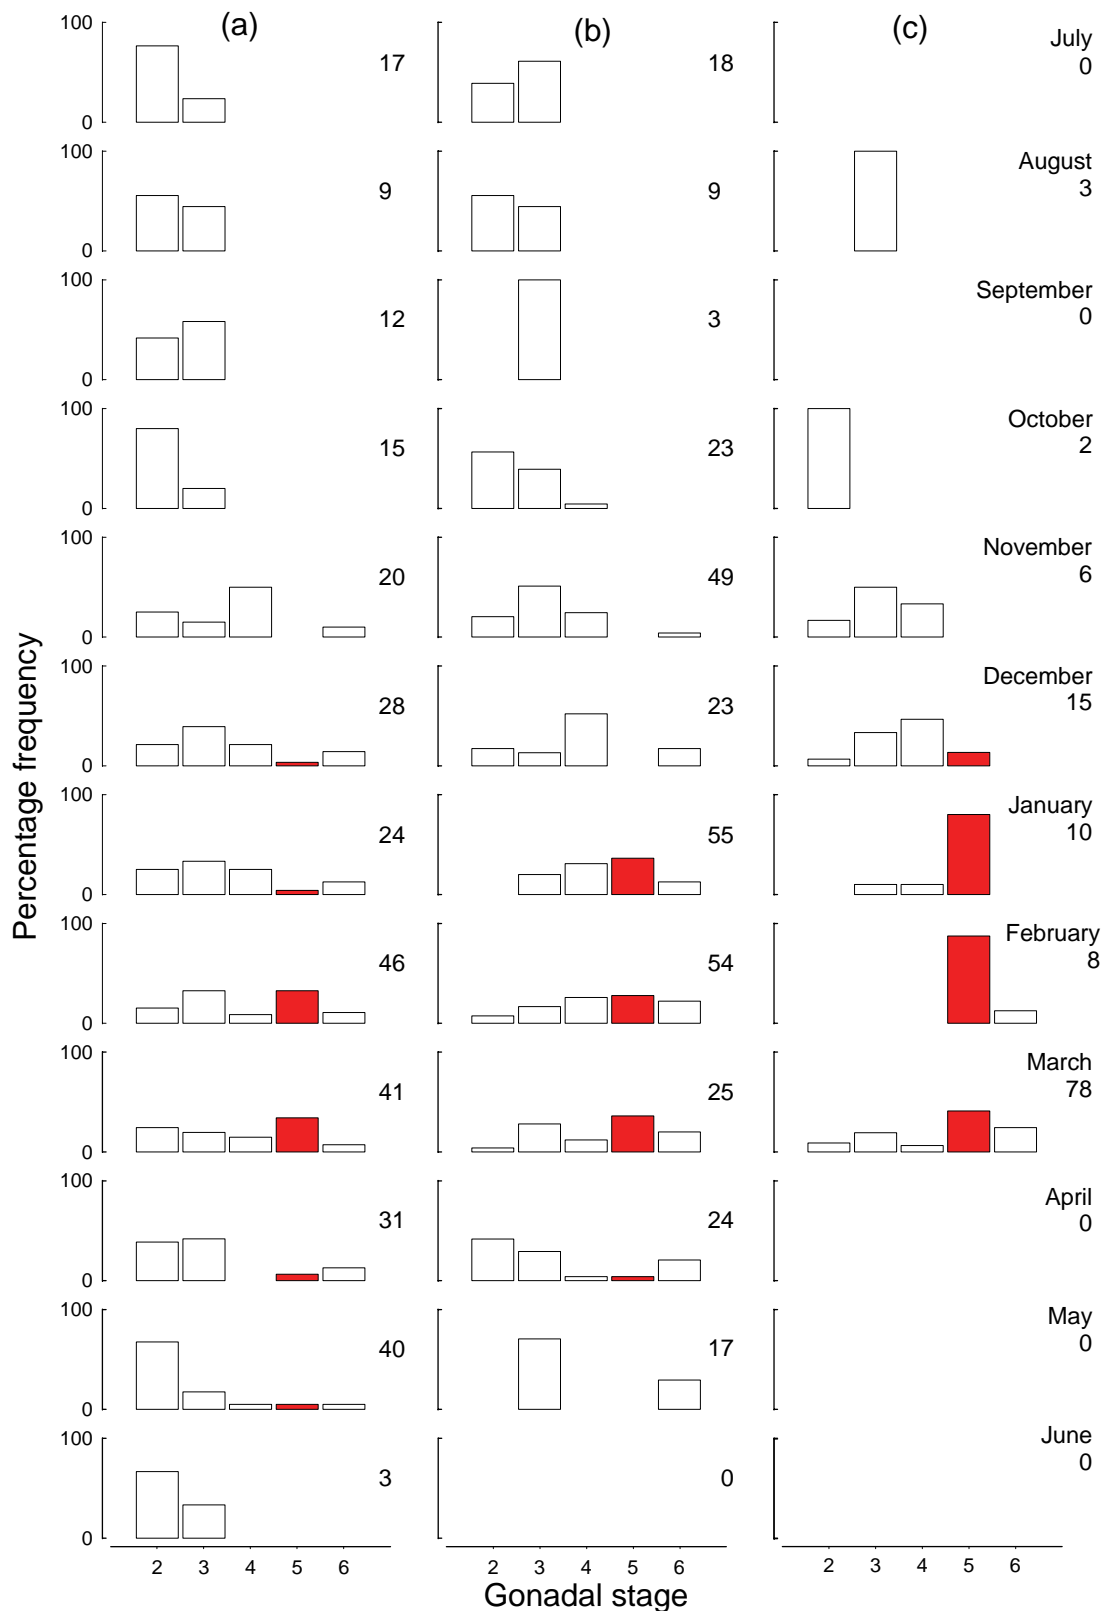 (a) (b) (c)
100 July
17 18 0
0
100 August
9 9 3
0
100 September
12 3 0
0
100 October
15 23 2
0
100 November
20 49 6
0
100 December
28 23 15
0
100 January
24 55 10
0
100 February
46 54 8
0
100 March
41 25 78
0
100 April
31 24 0
0
100 May
40 17 0
0
100 June
3 0 0
0
2 3 4 5 6 2 3 4 5 6 2 3 4 5 6
Gonadal stage
Percentage frequency